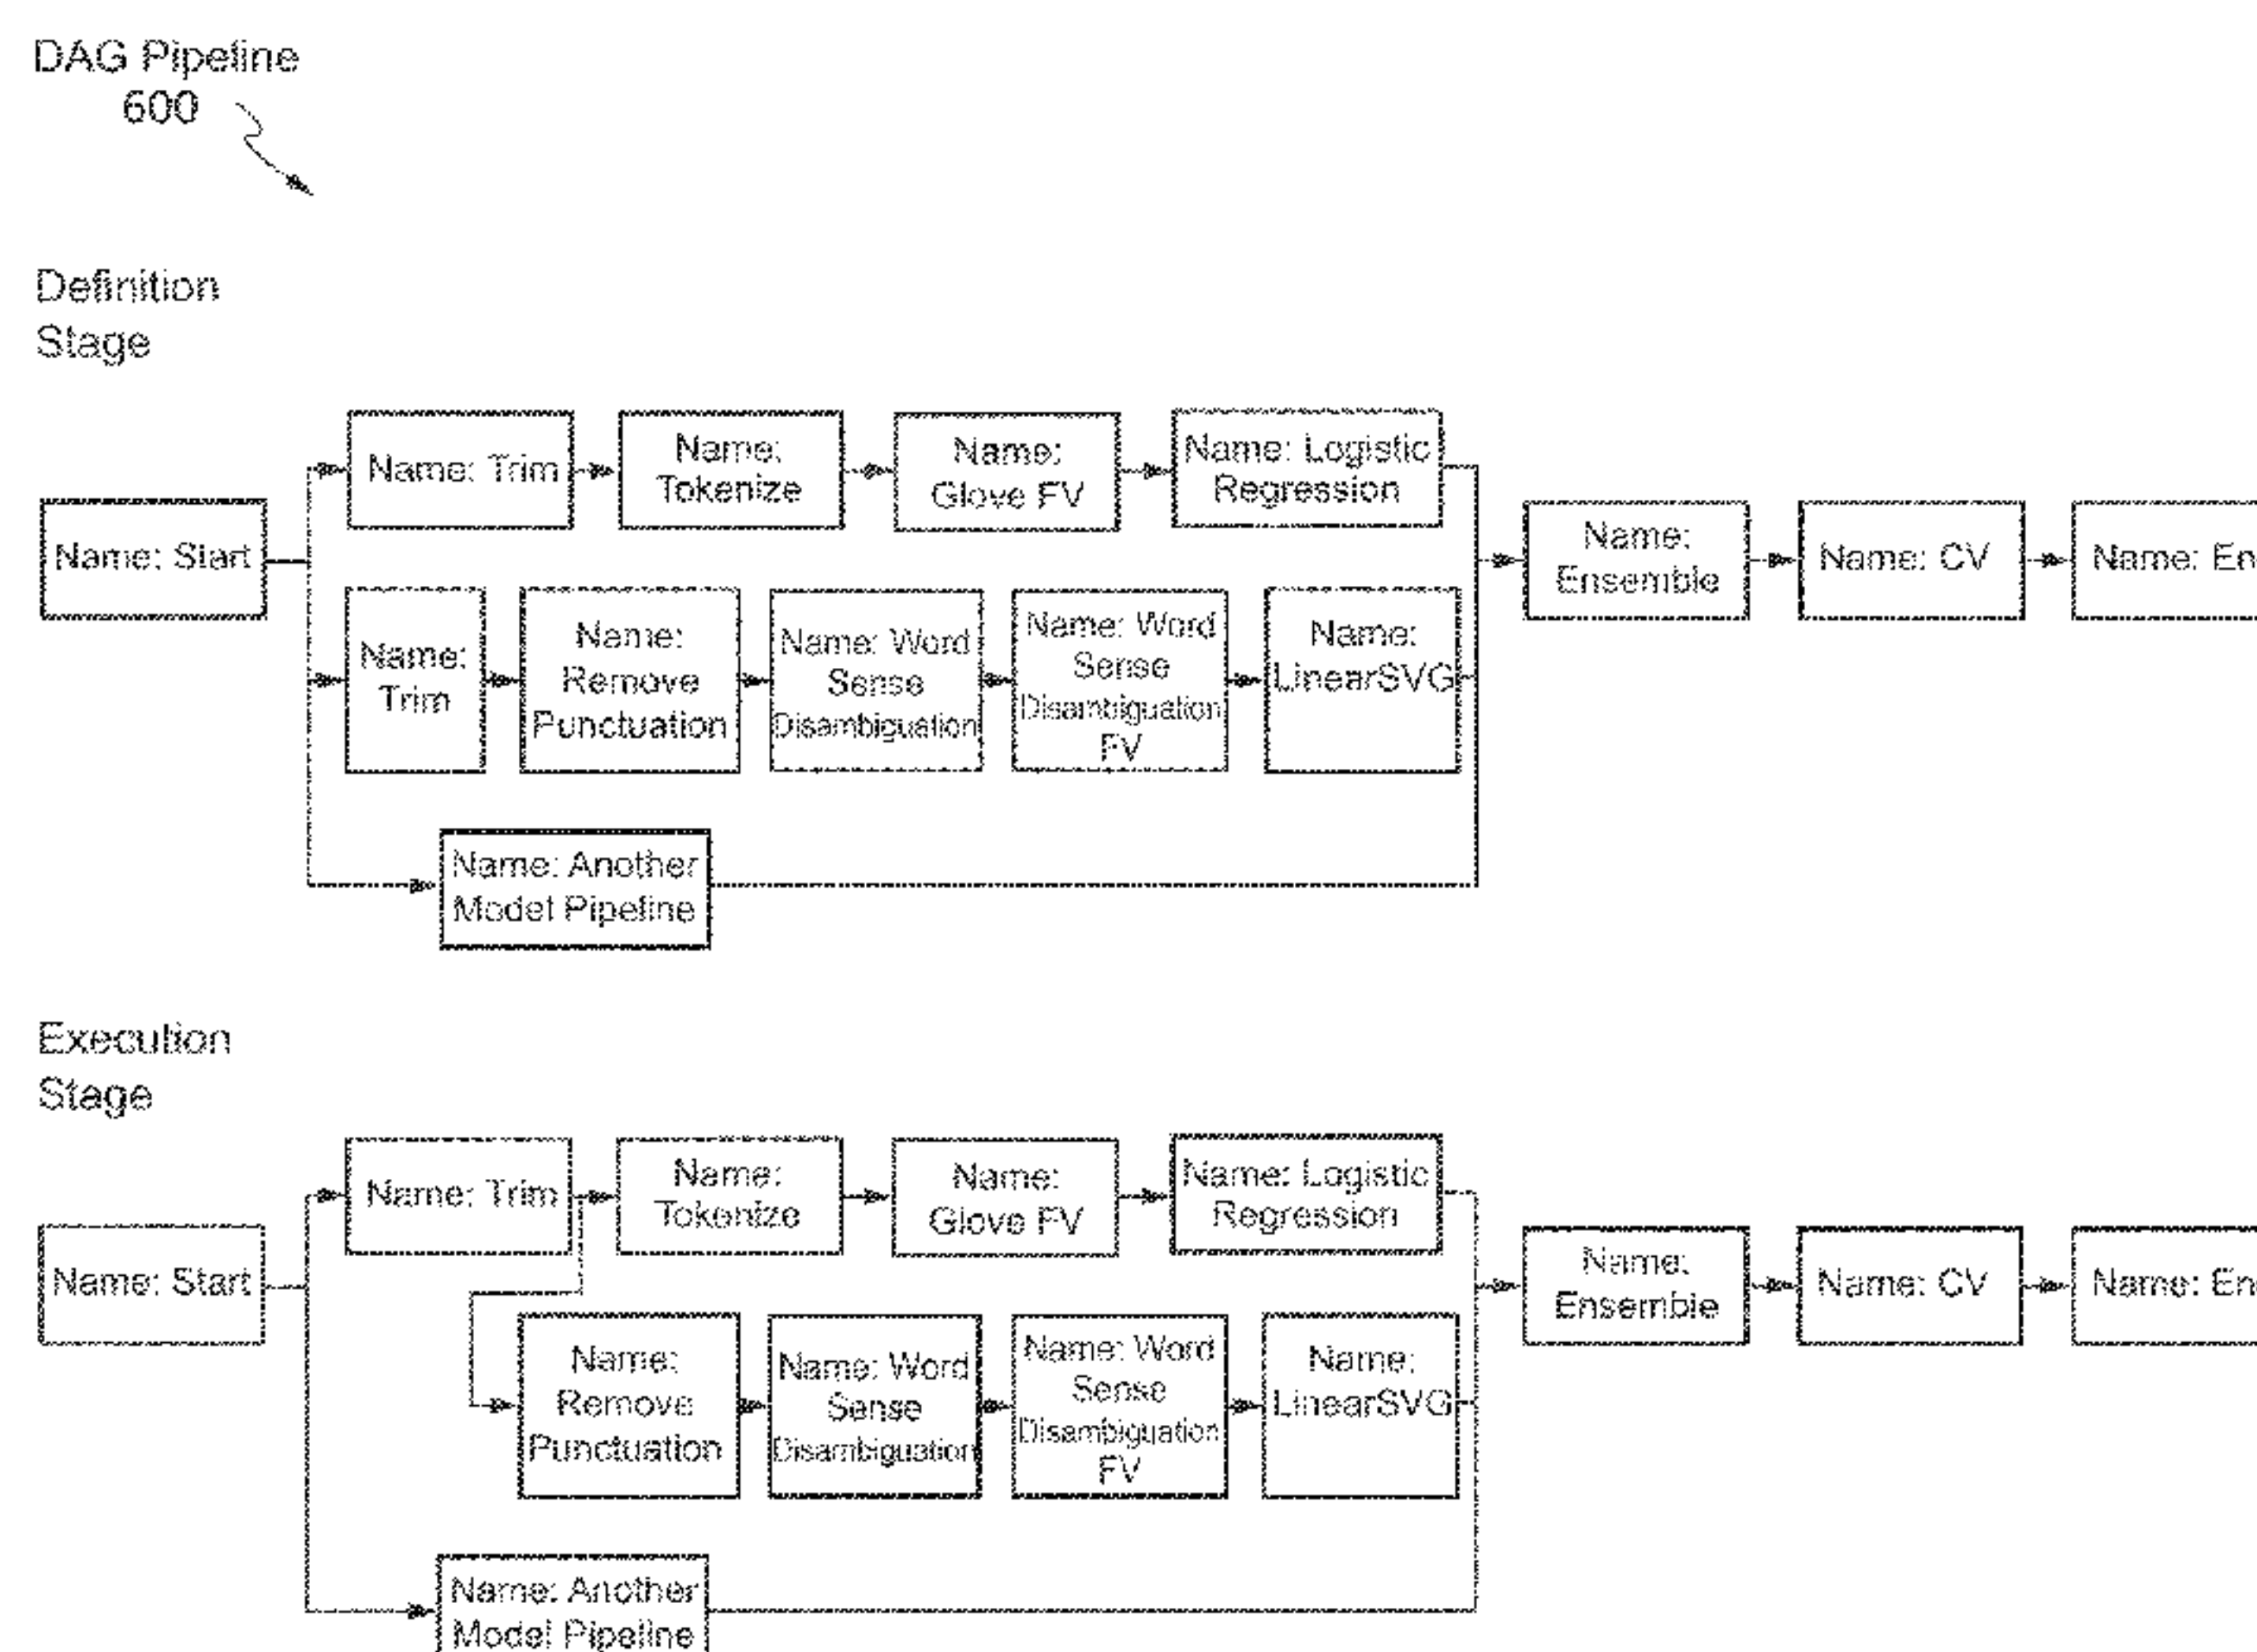 DAG Pipeline
600
Definition
Stage
Name: Start
Name: Trim
Name:
Tokenize
Name:
Glove FV
Name: Logistic
Regression
Name:
Trim
Name:
Remove
Punctuation
Name: Word
Sense
Disambiguation
Name: Word
Sense
Disambiguation
FV
Name:
LinearSVG
Name: Another
Model Pipeline
Name:
Ensemble
Name: CV
Name: En
Execution
Stage
Name: Start
Name: Trim
Name:
Tokenize
Name:
Glove FV
Name: Logistic
Regression
Name:
Remove
Punctuation
Name: Word
Sense
Disambiguation
Name: Word
Sense
Disambiguation
FV
Name:
LinearSVG
Name: Another
Model Pipeline
Name:
Ensemble
Name: CV
Name: En